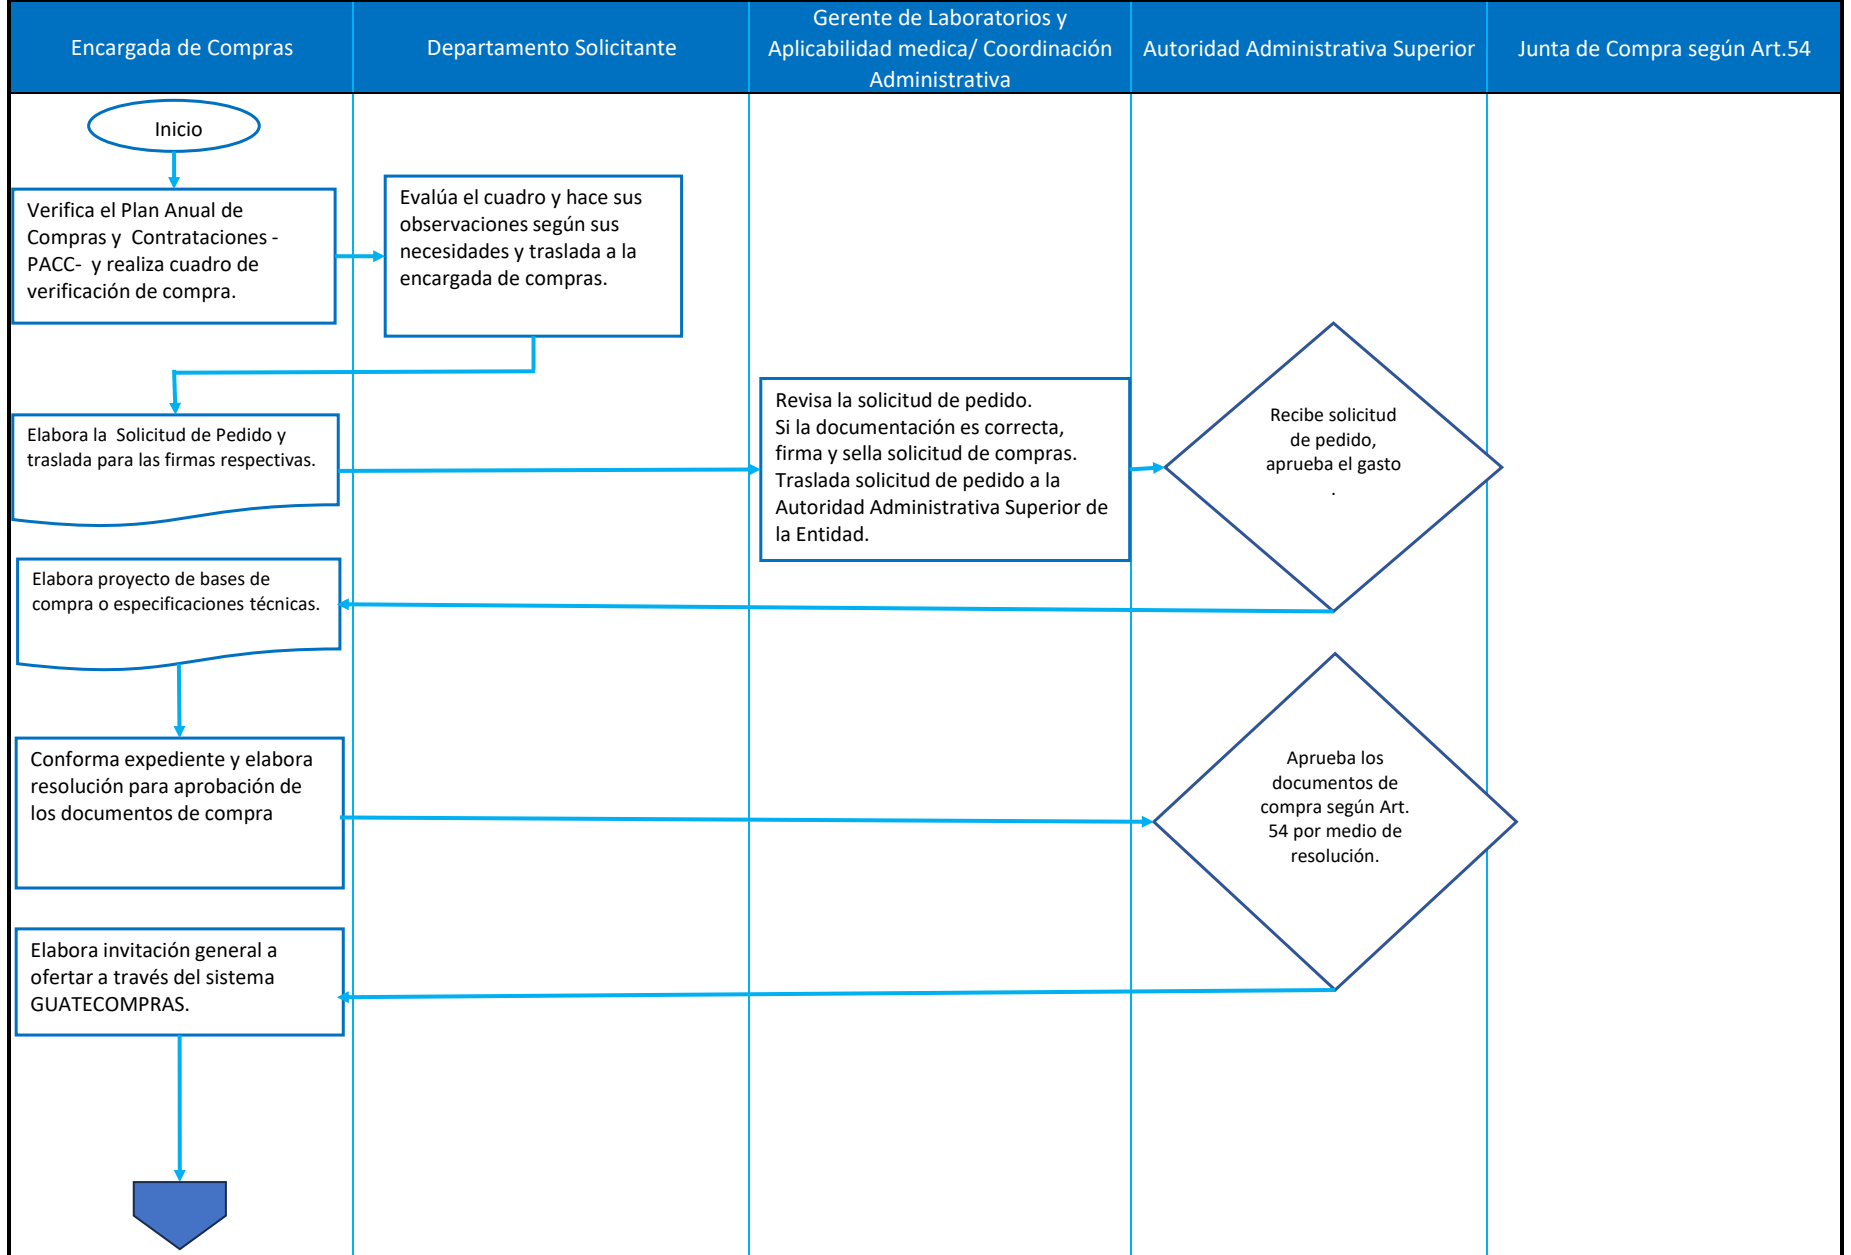 Encargada de Compras
Departamento Solicitante
Gerente de Laboratorios y
Aplicabilidad medica/ Coordinación
Administrativa
Autoridad Administrativa Superior
Junta de Compra según Art.54
Inicio
Verifica el Plan Anual de
Compras y Contrataciones -
PACC- y realiza cuadro de
verificación de compra.
Evalúa el cuadro y hace sus
observaciones según sus
necesidades y traslada a la
encargada de compras.
Elabora la Solicitud de Pedido y
traslada para las firmas respectivas.
Revisa la solicitud de pedido.
Si la documentación es correcta,
firma y sella solicitud de compras.
Traslada solicitud de pedido a la
Autoridad Administrativa Superior de
la Entidad.
Recibe solicitud
de pedido,
aprueba el gasto
.
Elabora proyecto de bases de
compra o especificaciones técnicas.
Conforma expediente y elabora
resolución para aprobación de
los documentos de compra
Aprueba los
documentos de
compra según Art.
54 por medio de
resolución.
Elabora invitación general a
ofertar a través del sistema
GUATECOMPRAS.